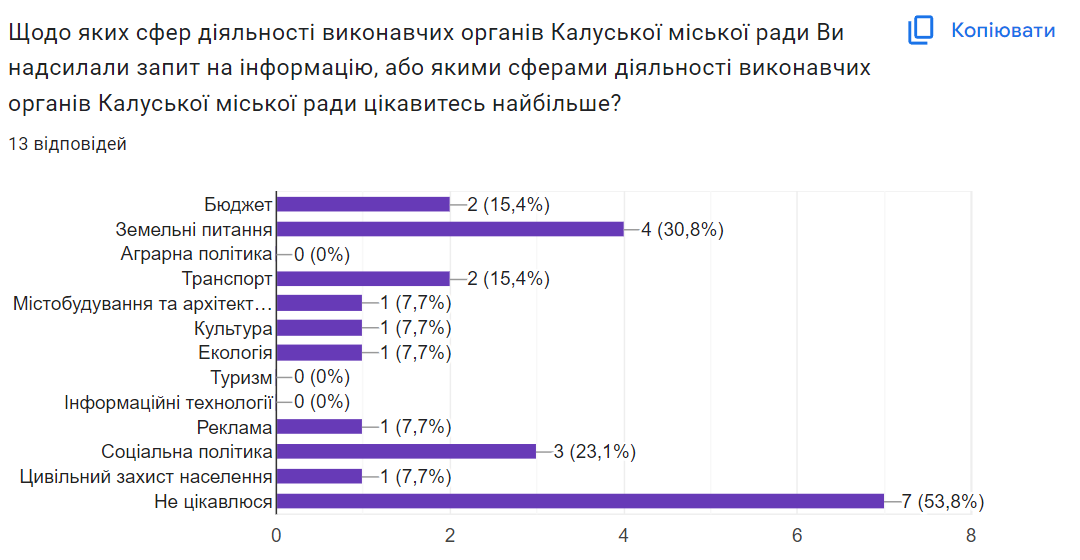 Щодо яких сфер діяльності виконавчих органів Калуської міської ради Ви
надсилали запит на інформацію, або якими сферами діяльності виконавчих
органів Калуської міської ради цікавитесь найбільше?
Копіювати
13 відповідей
Бюджет 2 (15,4%)
Земельні питання 4 (30,8%)
Аграрна політика 0 (0%)
Транспорт 2 (15,4%)
Містобудування та архітект… 1 (7,7%)
Культура 1 (7,7%)
Екологія 1 (7,7%)
Туризм 0 (0%)
Інформаційні технології 0 (0%)
Реклама 1 (7,7%)
Соціальна політика 3 (23,1%)
Цивільний захист населення 1 (7,7%)
Не цікавлюся 7 (53,8%)
0 2 4 6 8